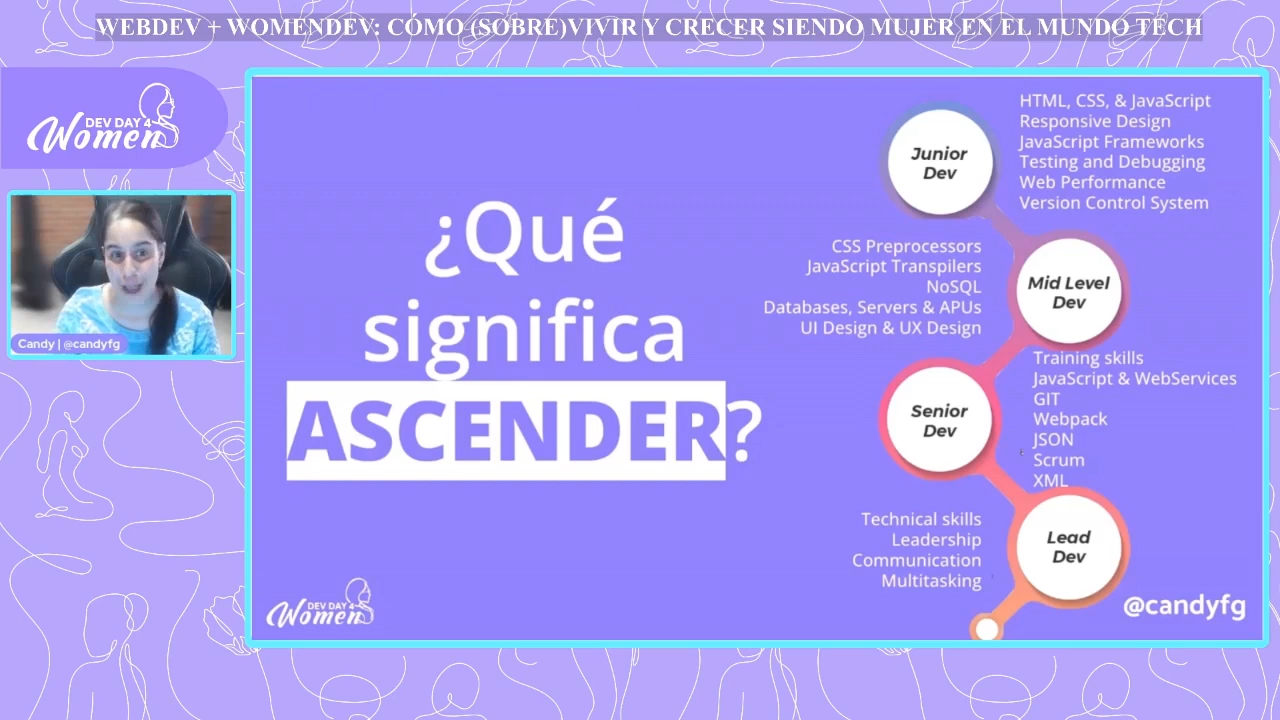 WEBDEV + WOMENDEV: CÓMO (SOBRE)VIVIR Y CRECER SIENDO MUJER EN EL MUNDO TECH
DEV DAY 4
Women
Candy | @candyfg
¿Qué
significa
ASCENDER?
Junior
Dev
HTML, CSS, & JavaScript
Responsive Design
JavaScript Frameworks
Testing and Debugging
Web Performance
Version Control System
CSS Preprocessors
JavaScript Transpilers
NoSQL
Databases, Servers & APUs
UI Design & UX Design
Mid Level
Dev
Senior
Dev
Training skills
JavaScript & WebServices
GIT
Webpack
JSON
Scrum
XML
Technical skills
Leadership
Communication
Multitasking
Lead
Dev
DEV DAY 4
Women
@candyfg